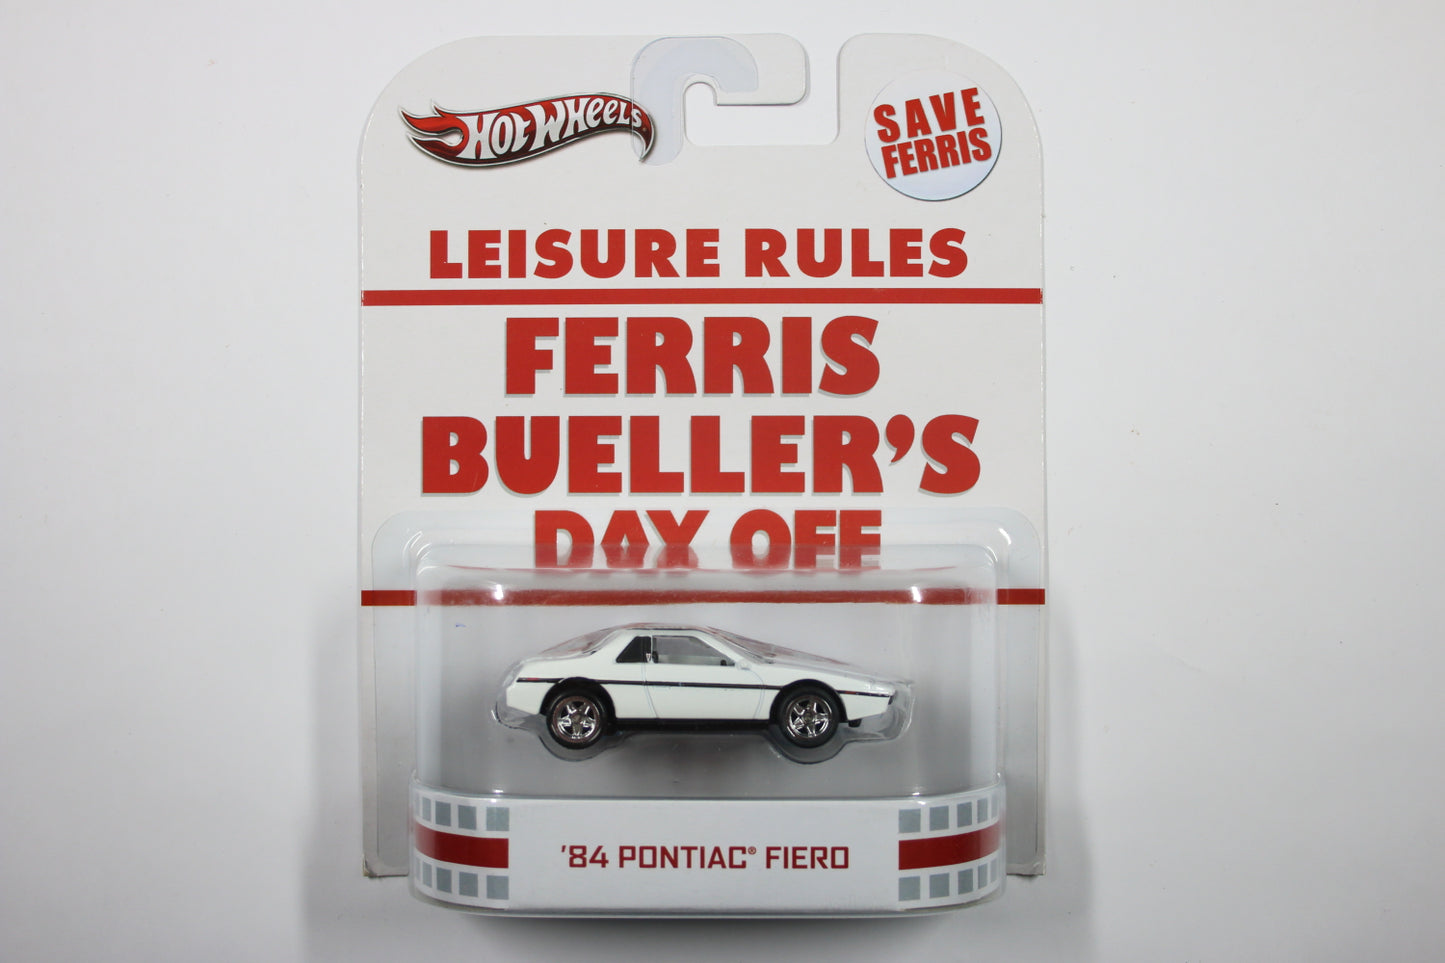 HOT WHEELS®
SAVE
FERRIS
LEISURE RULES
FERRIS
BUELLER'S
DAY OFF
'84 PONTIAC® FIERO